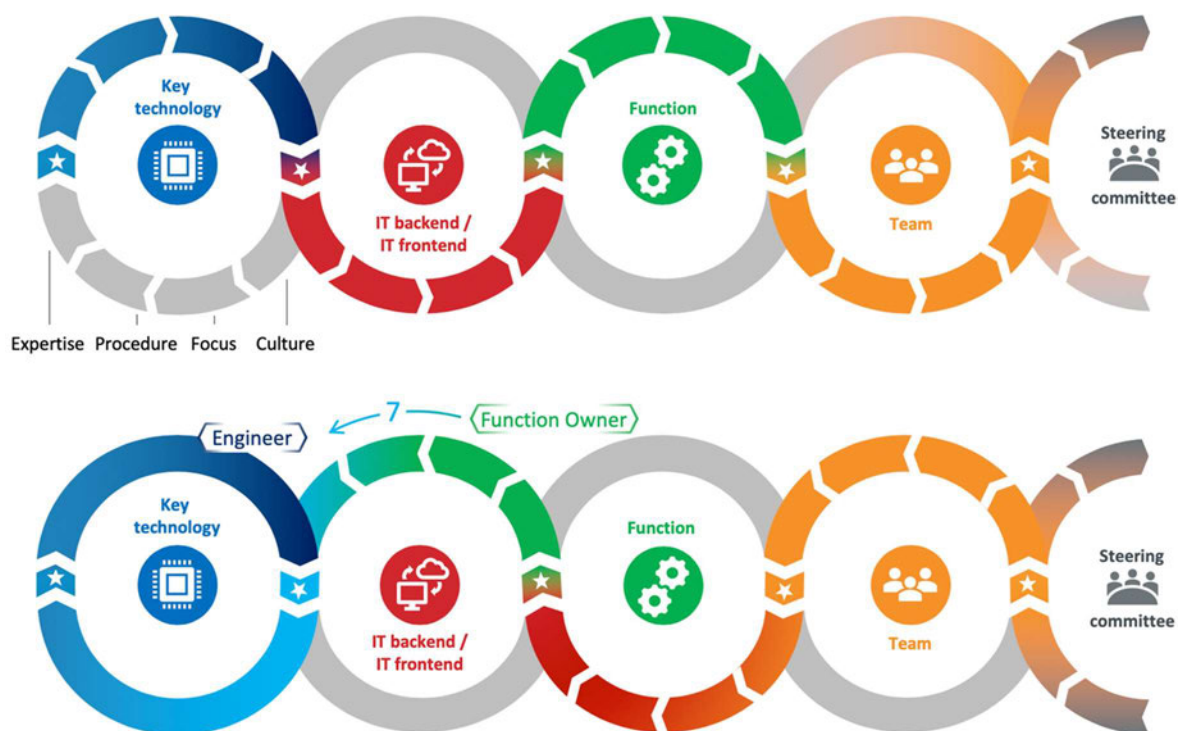 Key
technology
IT backend /
IT frontend
Function
Team
Steering
committee
Expertise
Procedure
Focus
Culture
Engineer
7
Function Owner
Key
technology
IT backend /
IT frontend
Function
Team
Steering
committee